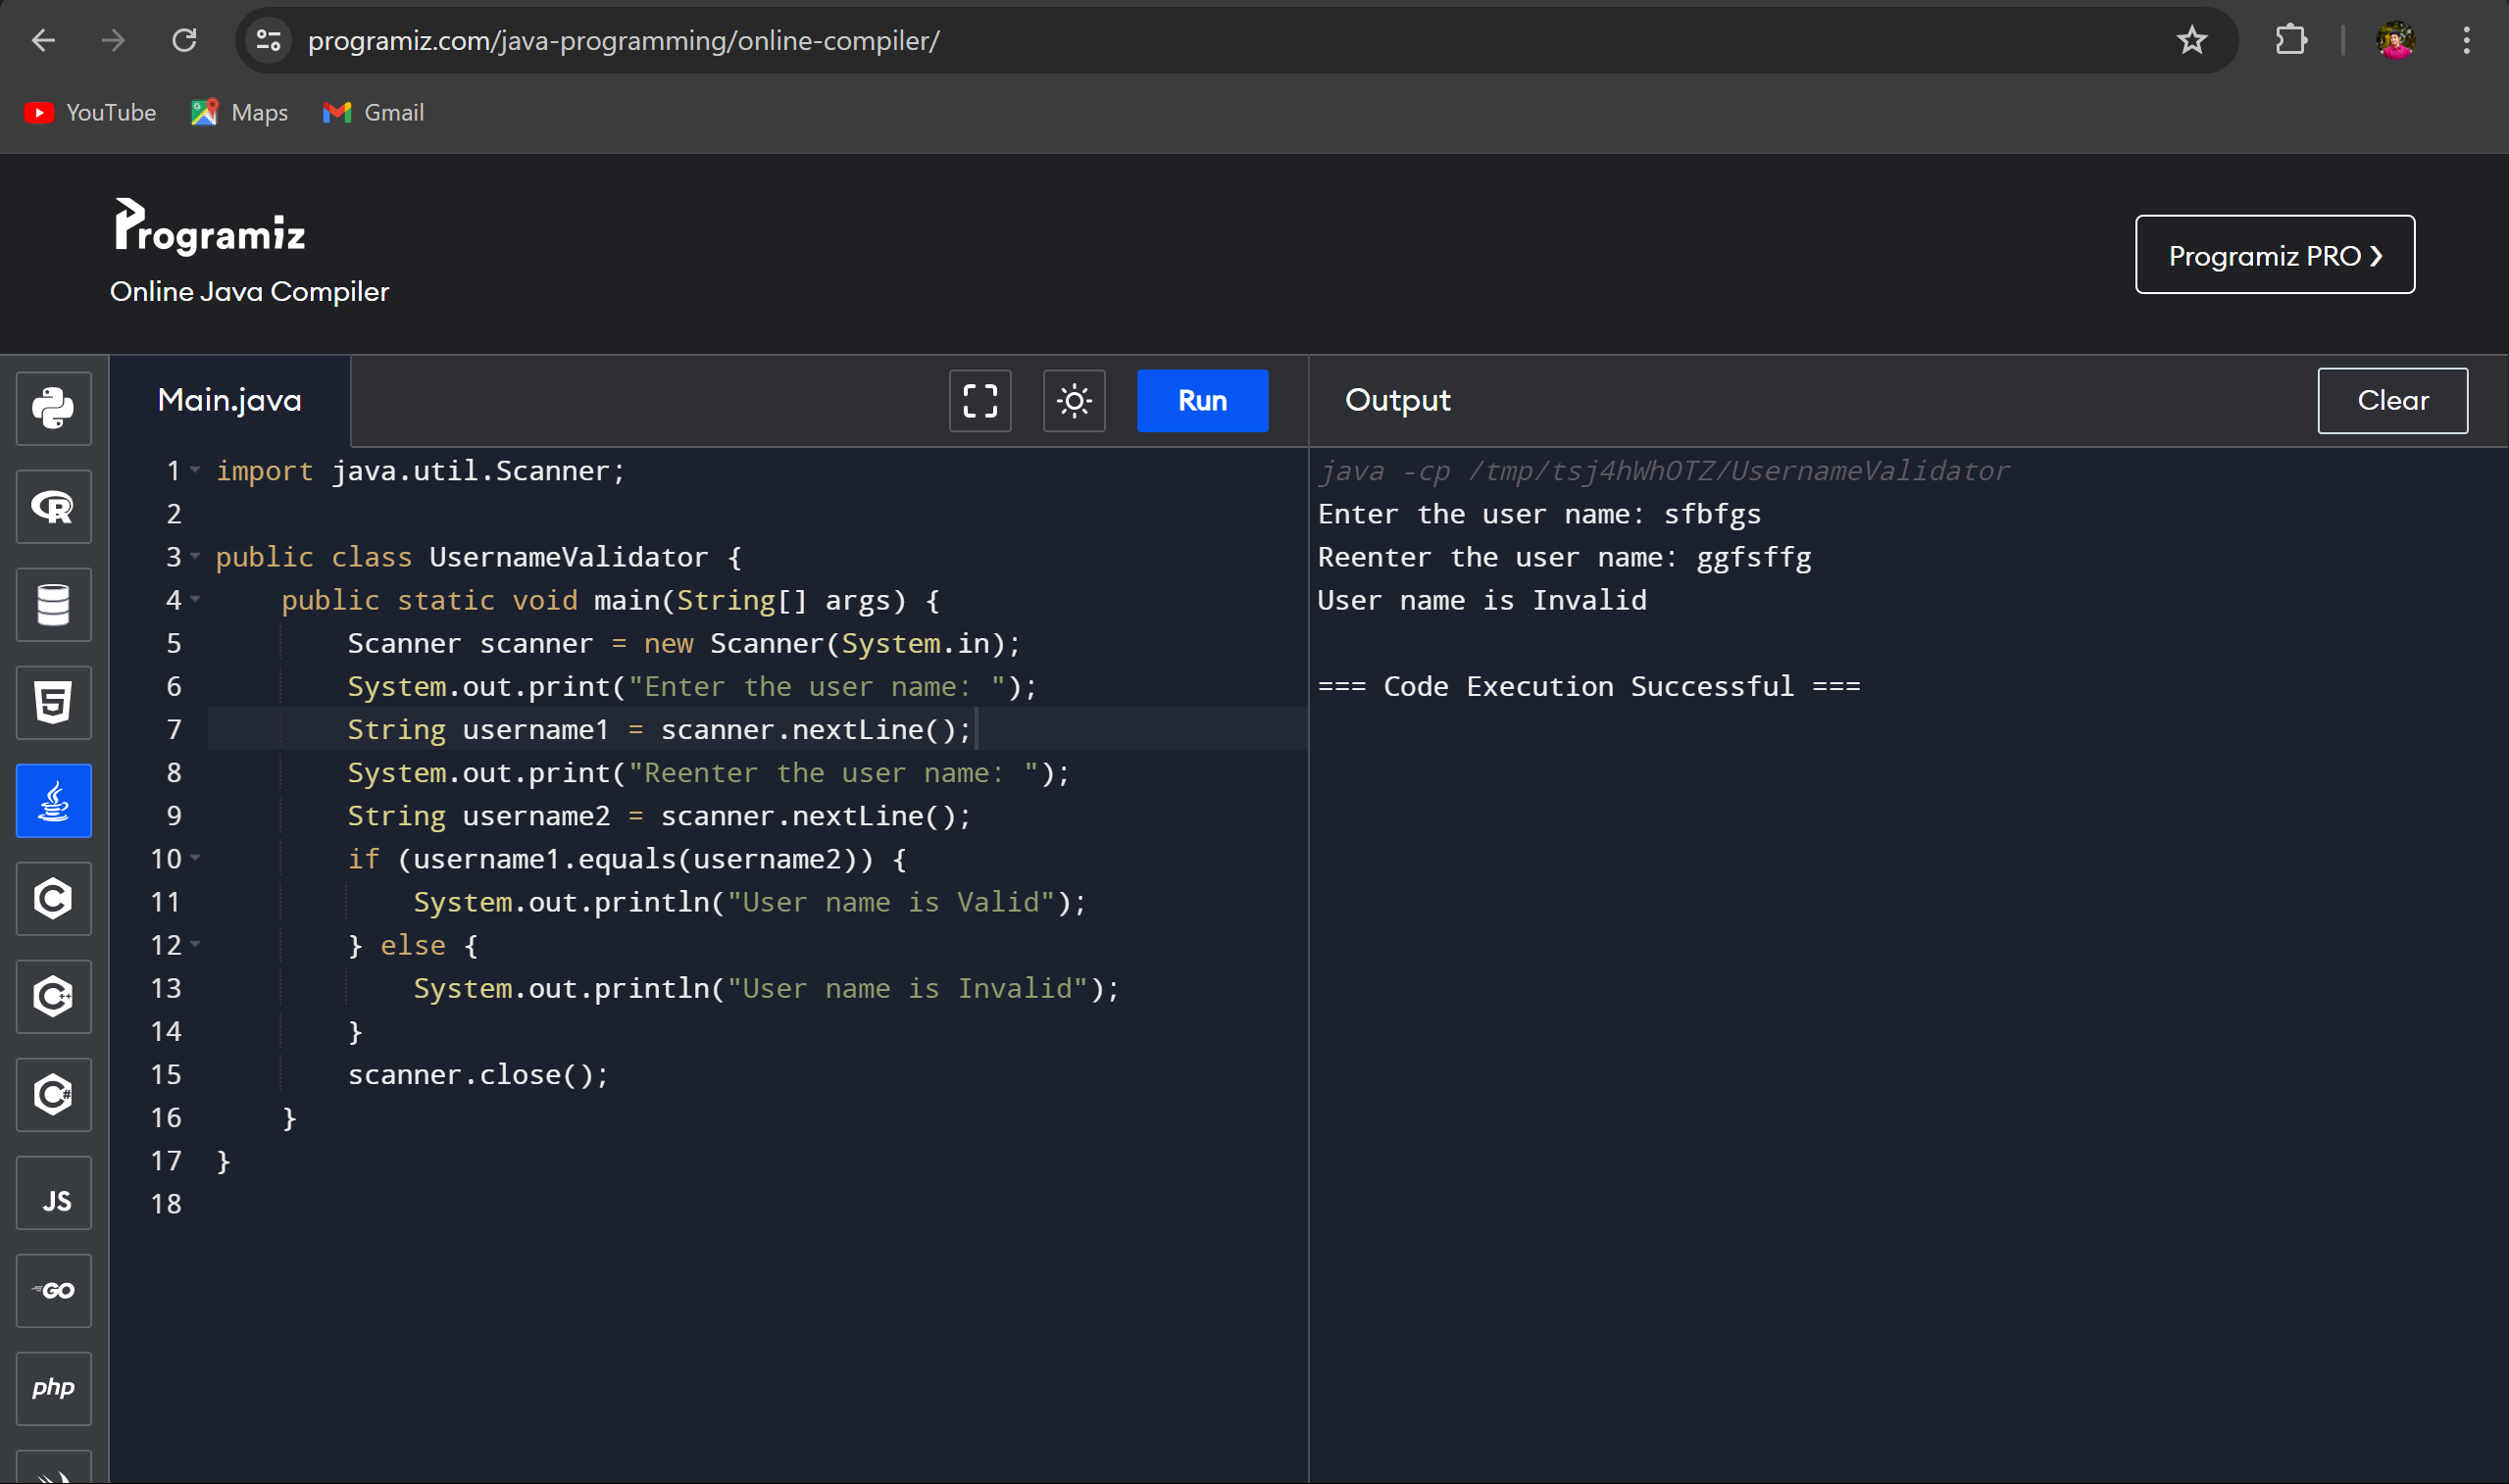 programiz.com/java-programming/online-compiler/
YouTube Maps Gmail
Programiz
Online Java Compiler
Programiz PRO ❯
Main.java
Run
Output
Clear
1 import java.util.Scanner;
2
3 public class UsernameValidator {
4     public static void main(String[] args) {
5         Scanner scanner = new Scanner(System.in);
6         System.out.print("Enter the user name: ");
7         String username1 = scanner.nextLine();
8         System.out.print("Reenter the user name: ");
9         String username2 = scanner.nextLine();
10         if (username1.equals(username2)) {
11             System.out.println("User name is Valid");
12         } else {
13             System.out.println("User name is Invalid");
14         }
15         scanner.close();
16     }
17 }
18
java -cp /tmp/tsj4hWhOTZ/UsernameValidator
Enter the user name: sfbfgs
Reenter the user name: ggfsffg
User name is Invalid
=== Code Execution Successful ===
R
5
C
C++
C#
JS
GO
php